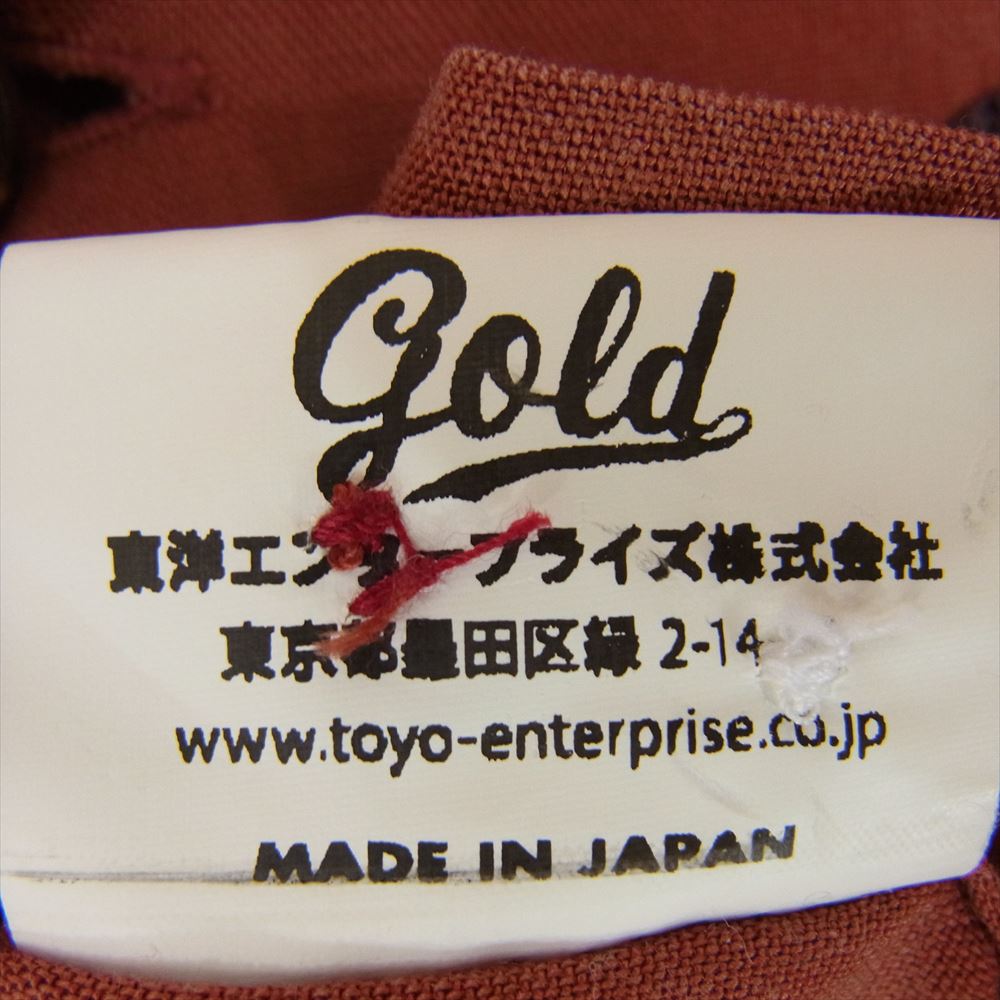 gold
東洋エンタープライズ株式会社
東京都墨田区緑 2-14
www.toyo-enterprise.co.jp
MADE IN JAPAN